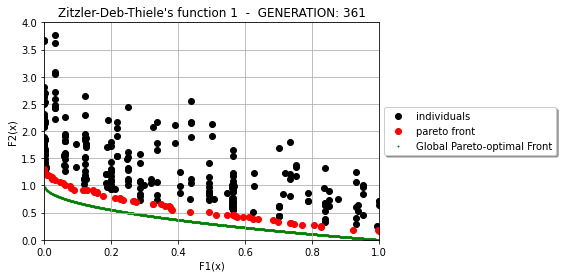 Zitzler-Deb-Thiele's function 1 - GENERATION: 361
4.0
3.5
3.0
2.5
2.0
1.5
1.0
0.5
0.0
F2(x)
0.0 0.2 0.4 0.6 0.8 1.0
F1(x)
individuals
pareto front
Global Pareto-optimal Front